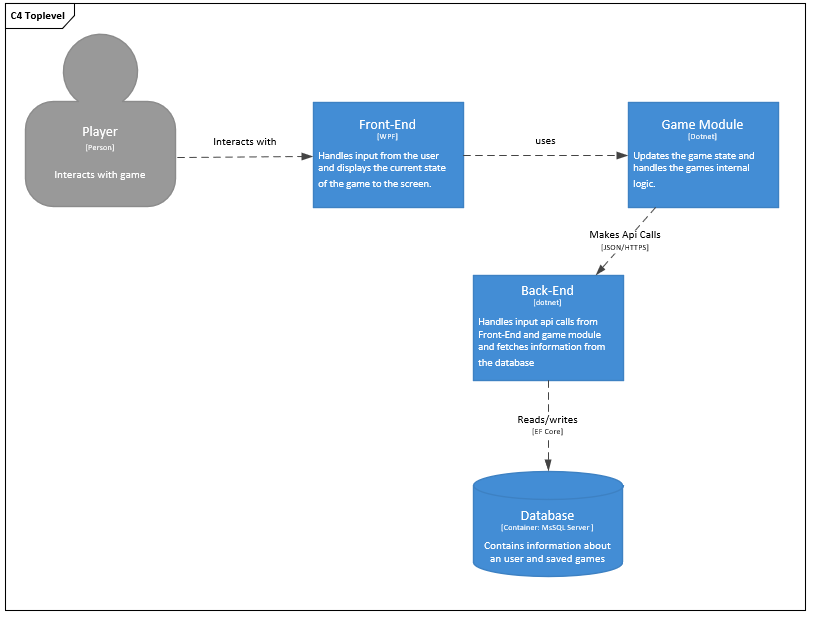 C4 Toplevel
Player
[Person]
Interacts with game
Interacts with
Front-End
[WPF]
Handles input from the user
and displays the current state
of the game to the screen.
uses
Game Module
[Dotnet]
Updates the game state and
handles the games internal
logic.
Makes Api Calls
[JSON/HTTPS]
Back-End
[dotnet]
Handles input api calls from
Front-End and game module
and fetches information from
the database
Reads/writes
[EF Core]
Database
[Container: MsSQL Server ]
Contains information about
an user and saved games